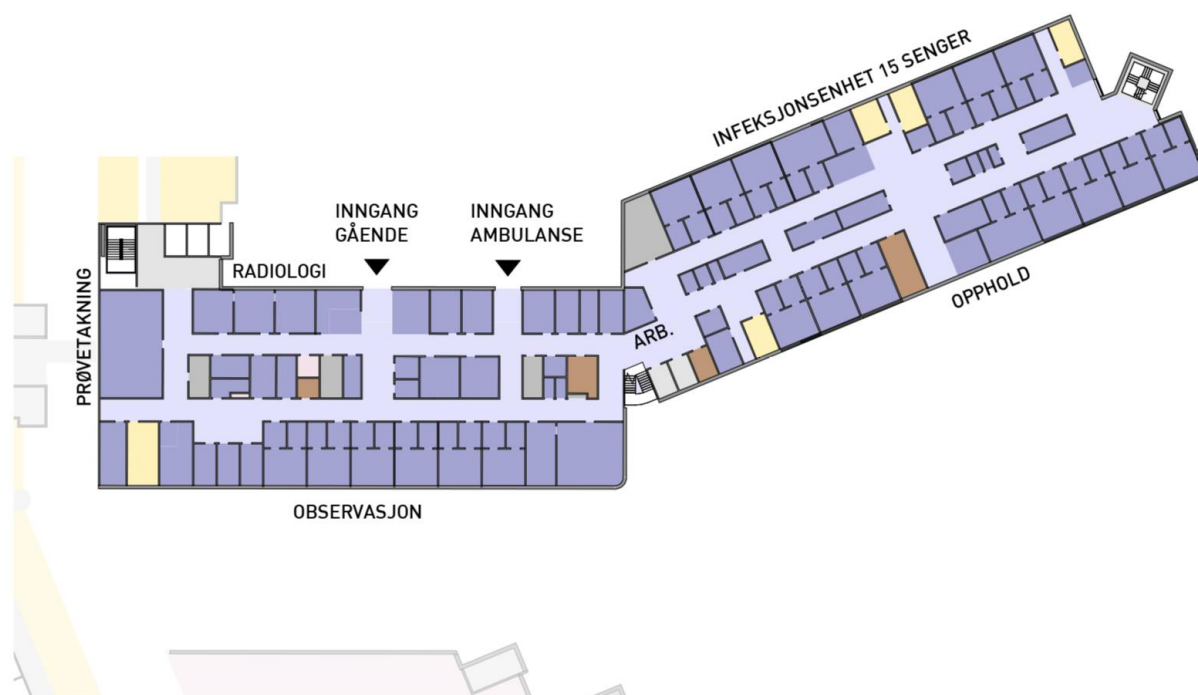 INFEKSJONSENHET 15 SENGER
INNGANG
GÅENDE
INNGANG
AMBULANSE
RADIOLOGI
PRØVETAKNING
ARB.
OPPHOLD
OBSERVASJON